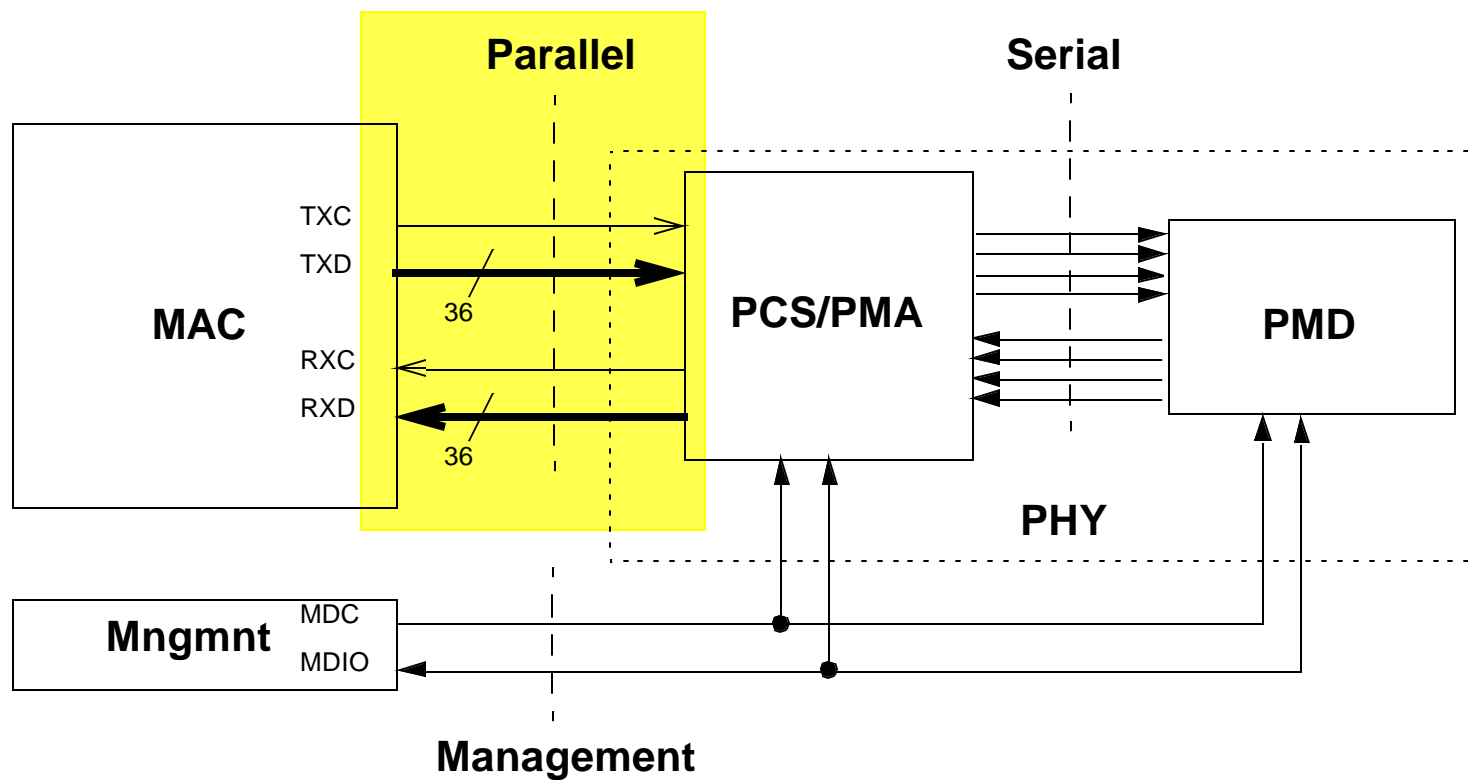 Parallel
Serial
TXC
TXD
36
MAC
PCS/PMA
PMD
RXC
RXD
36
PHY
MDC
Mngmnt
MDIO
Management